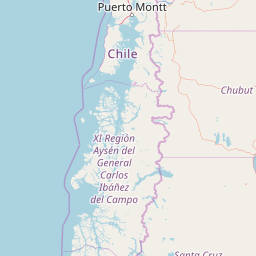 Puerto Montt
Chile
Chubut
XI Región
Aysén del
General
Carlos
Ibáñez
del Campo
Santa Cruz